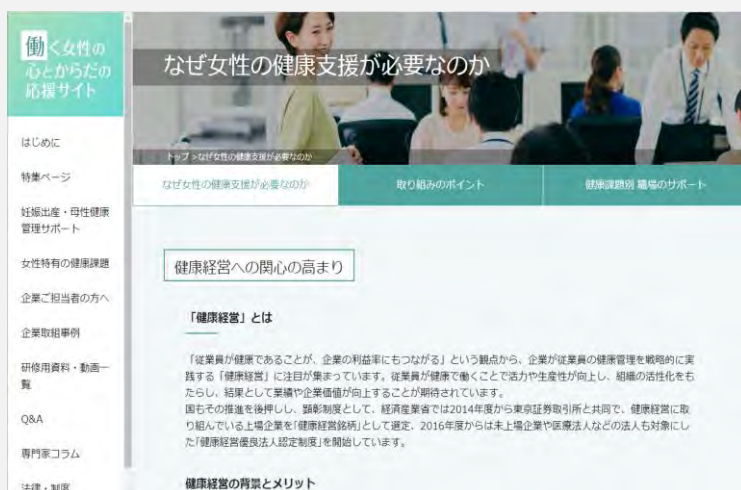 働く女性の
心とからだの
応援サイト
はじめに
特集ページ
妊娠出産・母性健康
管理サポート
女性特有の健康課題
企業ご担当者の方へ
企業取組事例
研修用資料・動画一
覧
Q&A
専門家コラム
法律・制度
なぜ女性の健康支援が必要なのか
トップ >なぜ女性の健康支援が必要なのか
なぜ女性の健康支援が必要なのか
取り組みのポイント
健康課題別 職場のサポート
健康経営への関心の高まり
「健康経営」とは
「従業員が健康であることが、企業の利益率にもつながる」という観点から、企業が従業員の健康管理を戦略的に実
践する「健康経営」に注目が集まっています。従業員が健康で働くことで活力や生産性が向上し、組織の活性化をも
たらし、結果として業績や企業価値が向上することが期待されています。
国もその推進を後押しし、顕彰制度として、経済産業省では2014年度から東京証券取引所と共同で、健康経営に取
り組んでいる上場企業を「健康経営銘柄」として選定、2016年度からは未上場企業や医療法人などの法人も対象にし
た「健康経営優良法人認定制度」を開始しています。
健康経営の背景とメリット